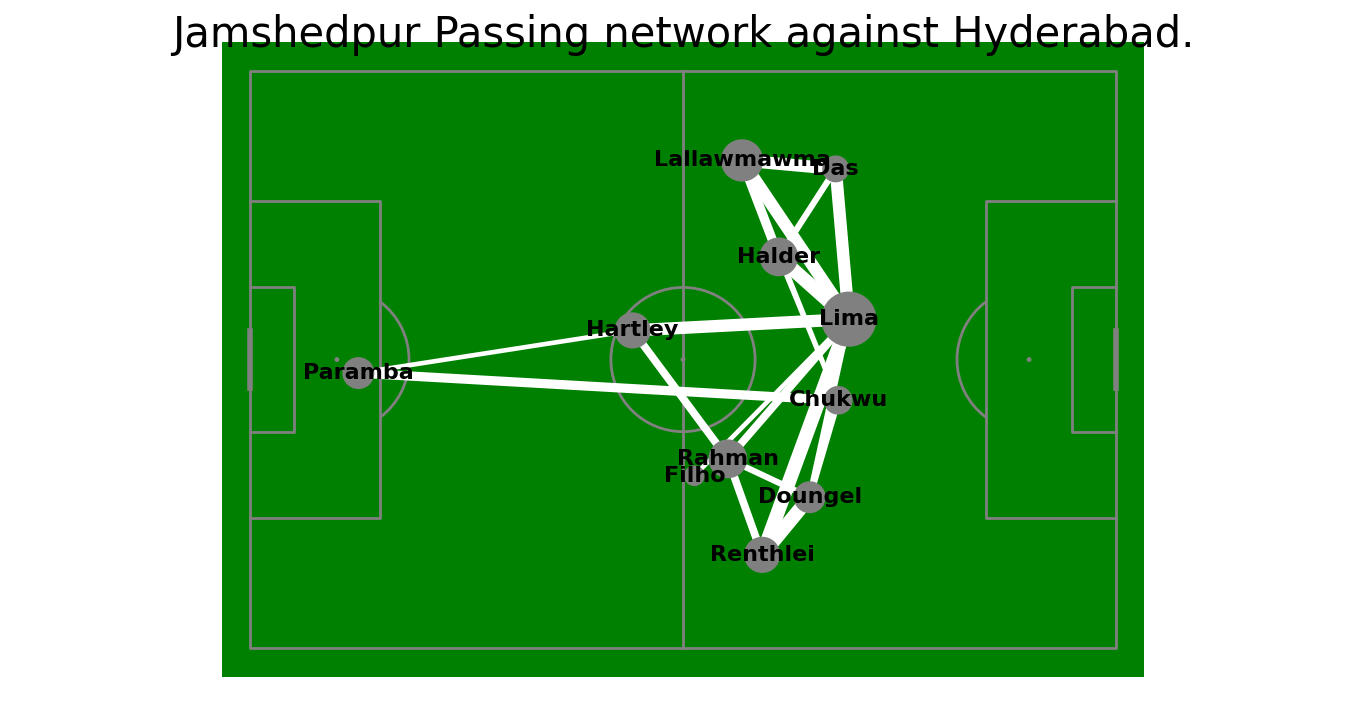 Jamshedpur Passing network against Hyderabad.
Lallawmawma
Das
Halder
Lima
Hartley
Paramba
Chukwu
Rahman
Filho
Doungel
Renthlei